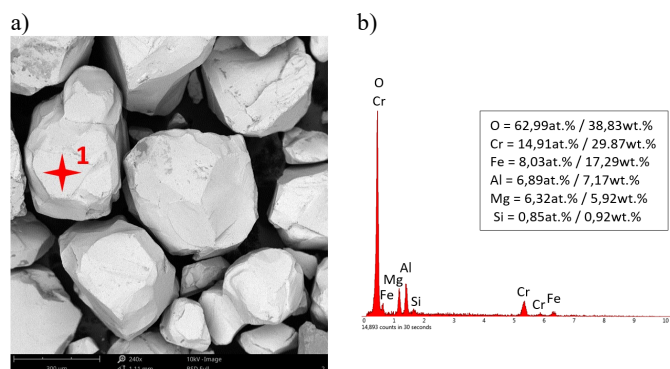 a)
b)
1
240x
10kV - Image
300 µm
1.11 mm
BSD Full
O
Cr
Fe
Mg
Al
Si
Cr
Cr
Fe
O = 62,99at.% / 38,83wt.%
Cr = 14,91at.% / 29.87wt.%
Fe = 8,03at.% / 17,29wt.%
Al = 6,89at.% / 7,17wt.%
Mg = 6,32at.% / 5,92wt.%
Si = 0,85at.% / 0,92wt.%
0 1 2 3 4 5 6 7 8 9 10
14,893 counts in 30 seconds